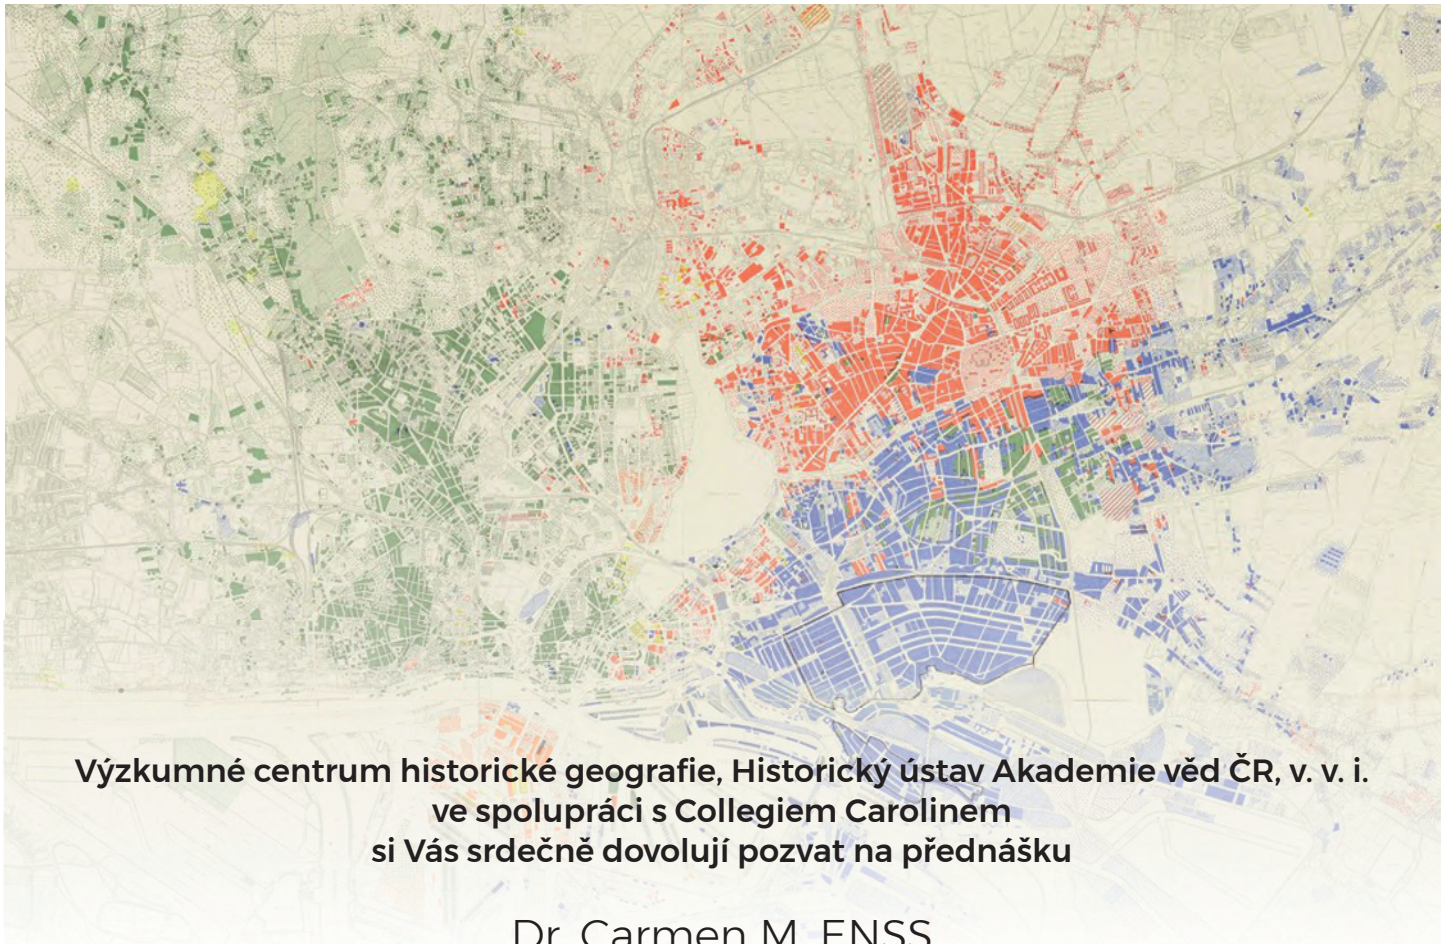 Výzkumné centrum historické geografie, Historický ústav Akademie věd ČR, v. v. i.
ve spolupráci s Collegiem Carolinem
si Vás srdečně dovolují pozvat na přednášku
Dr. Carmen M. ENSS